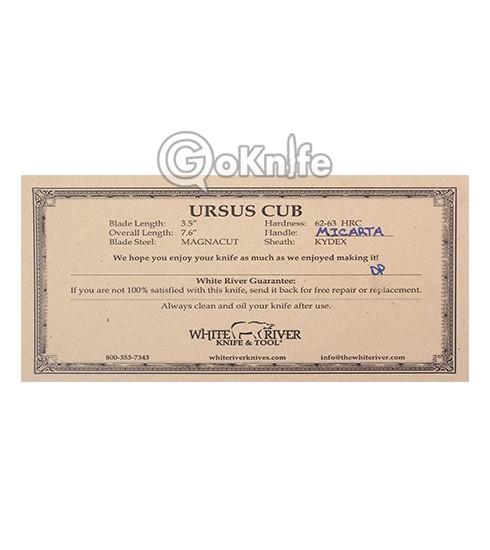 GoKnife
URSUS CUB
Blade Length: 3.5" Hardness: 62-63 HRC
Overall Length: 7.6" Handle: MICARTA
Blade Steel: MAGNACUT Sheath: KYDEX
We hope you enjoy your knife as much as we enjoyed making it!
DP
White River Guarantee:
If you are not 100% satisfied with this knife, send it back for free repair or replacement.
Always clean and oil your knife after use.
WHITE RIVER
KNIFE & TOOL®
800-353-7343 whiteriverknives.com info@thewhiteriver.com